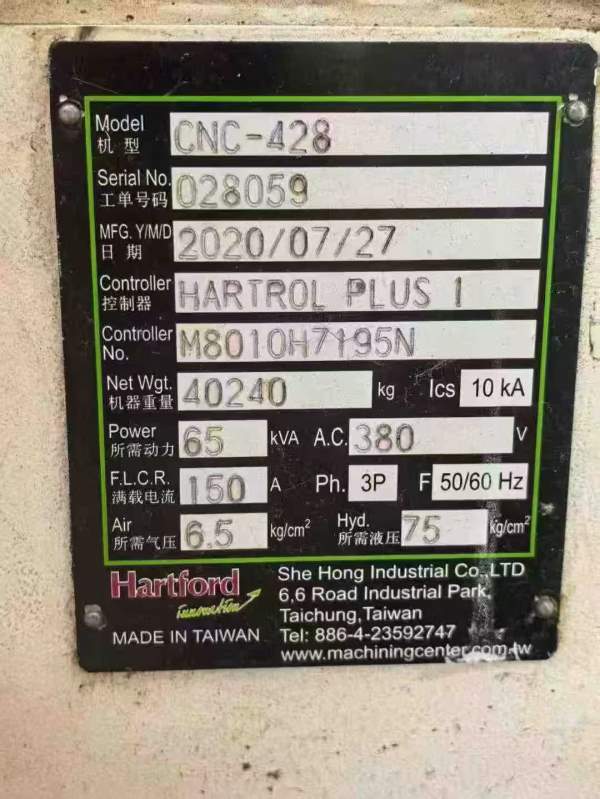 Model CNC-428
机 型
Serial No. 028059
工单号码
MFG. Y/M/D 2020/07/27
日 期
Controller HARTROL PLUS 1
控制器
Controller M8010H7195N
No.
Net Wgt. 40240 kg Ics 10 kA
机器重量
Power 65 kVA A.C. 380 V
所需动力
F.L.C.R. 150 A Ph. 3P F 50/60 Hz
满载电流
Air 6.5 kg/cm² Hyd. 75 kg/cm²
所需气压 所需液压
Hartford She Hong Industrial Co.,LTD
innovation 6,6 Road Industrial Park,
Taichung,Taiwan
MADE IN TAIWAN Tel: 886-4-23592747
www.machiningcenter.com.tw